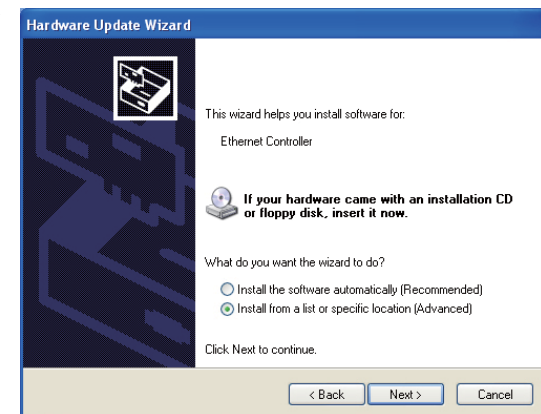 Hardware Update Wizard
This wizard helps you install software for:
Ethernet Controller
If your hardware came with an installation CD
or floppy disk, insert it now.
What do you want the wizard to do?
Install the software automatically (Recommended)
Install from a list or specific location (Advanced)
Click Next to continue.
< Back Next > Cancel